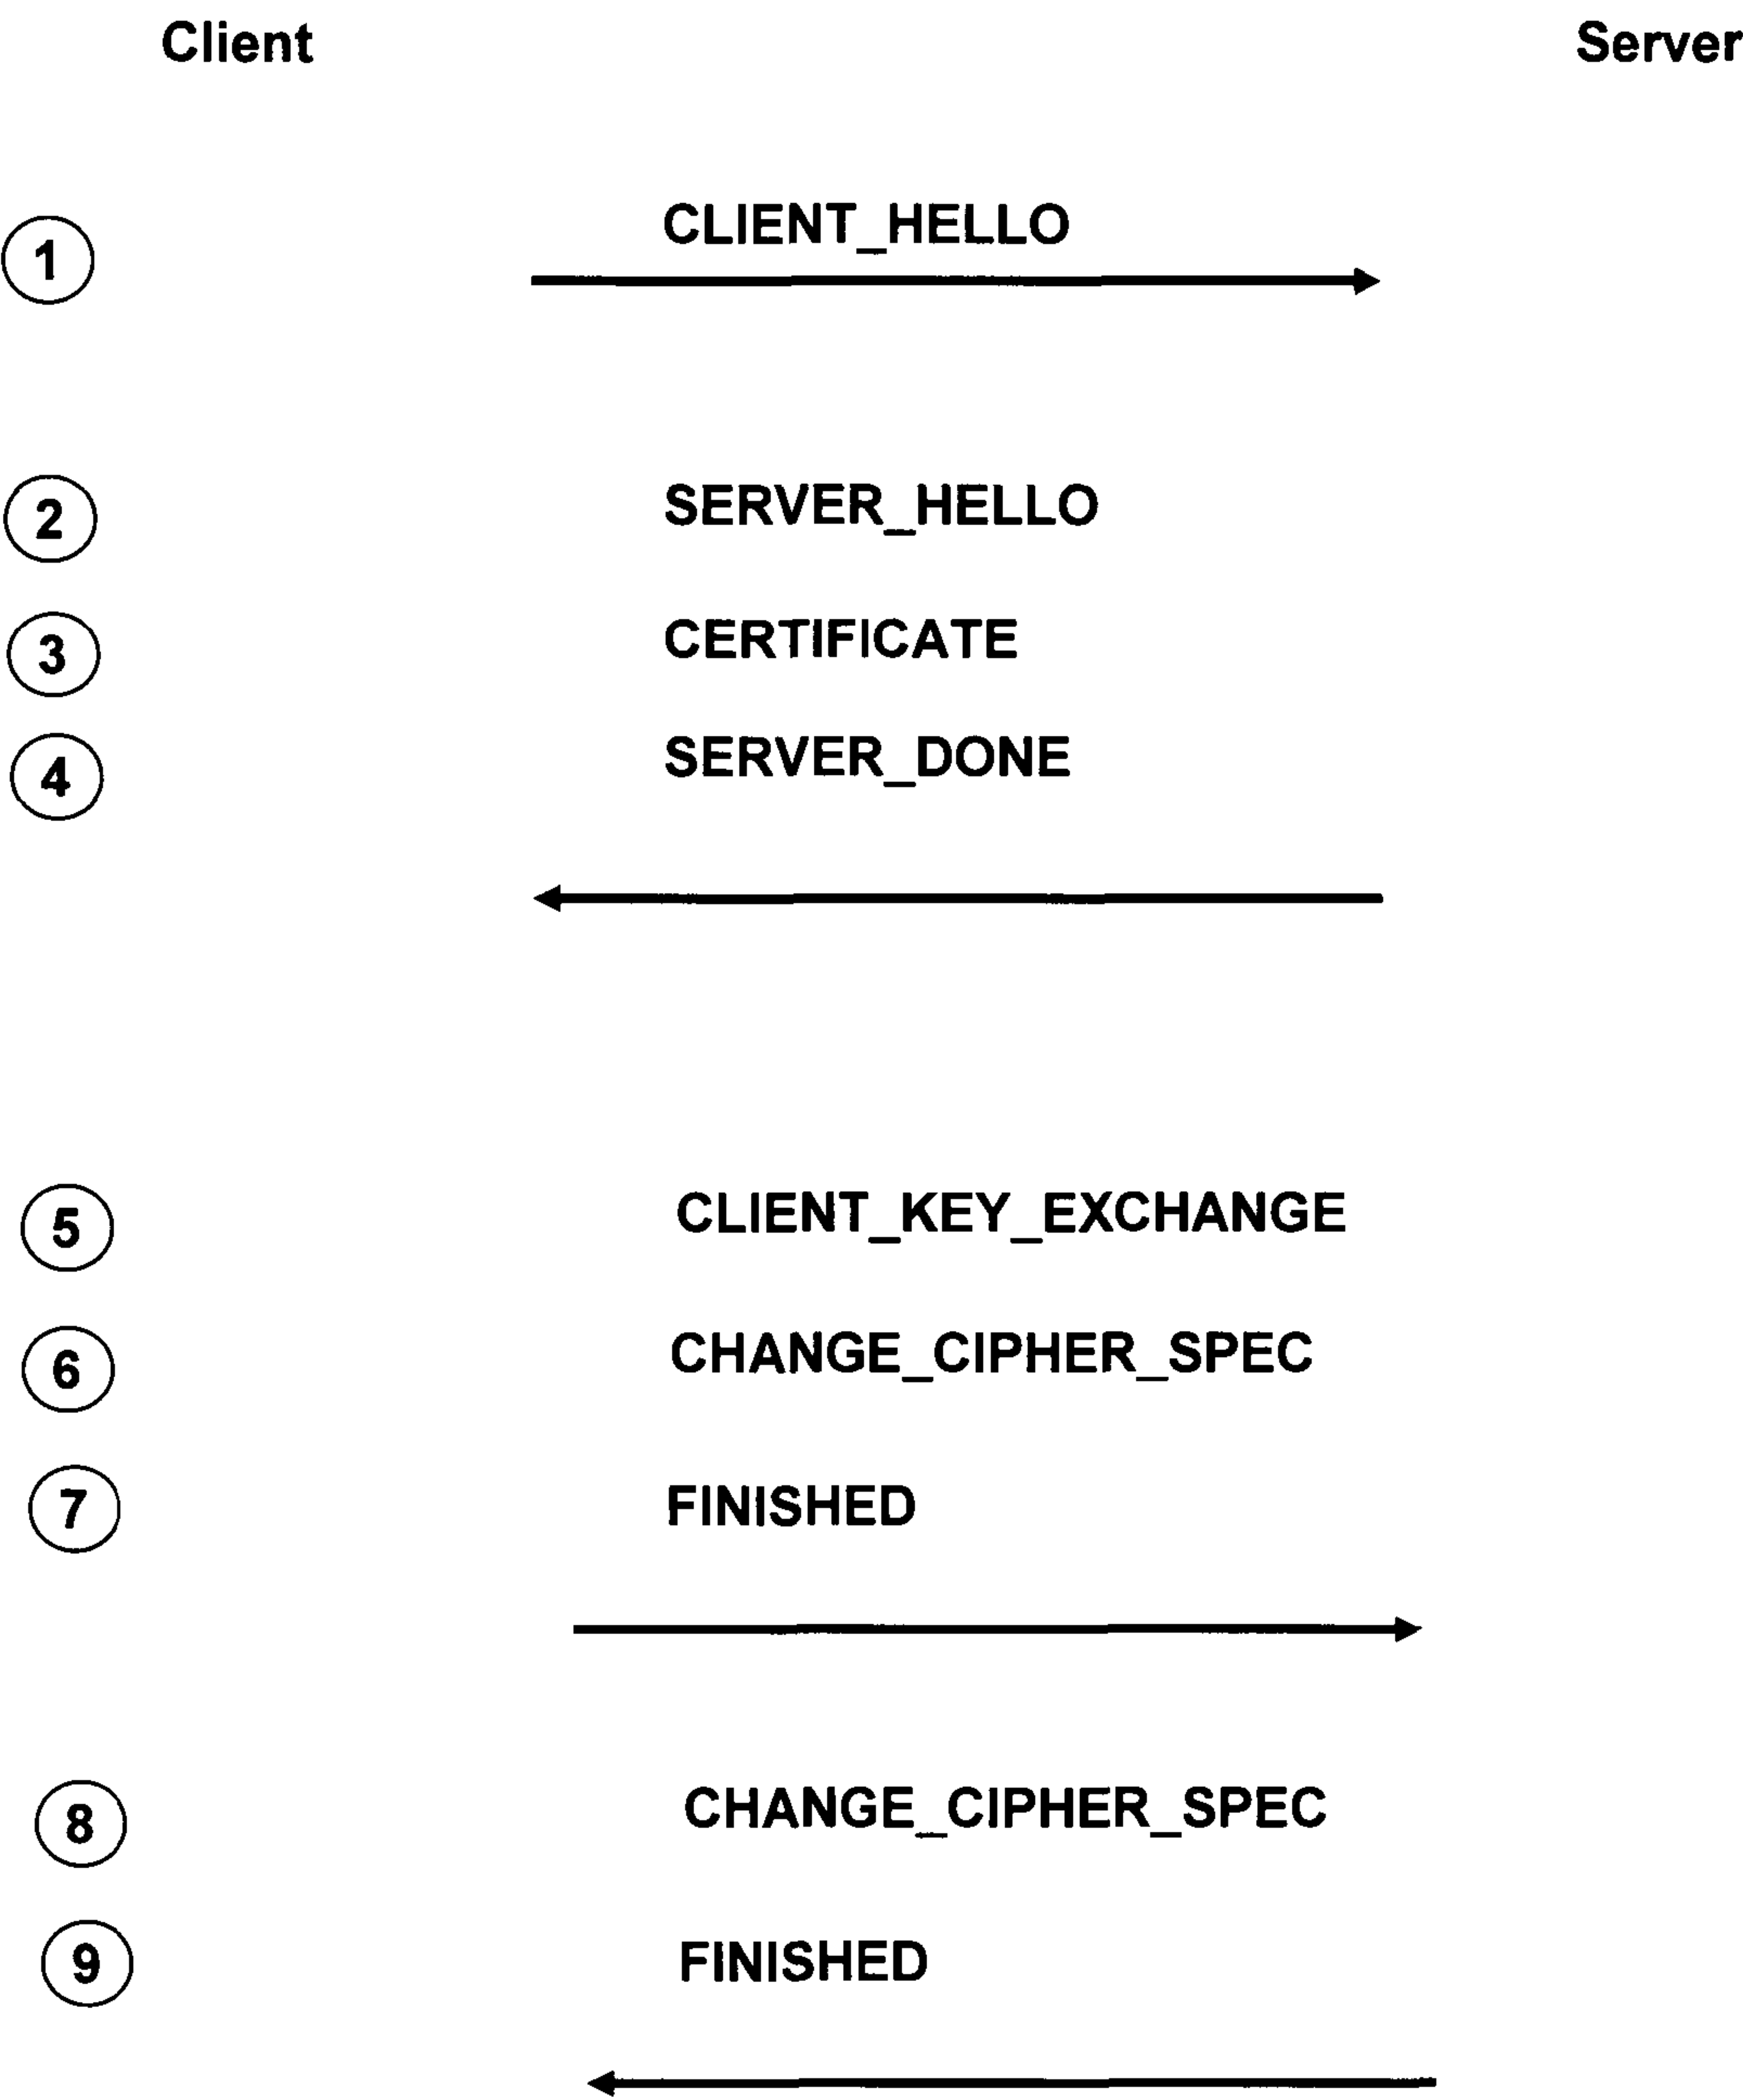 Client Server
1 CLIENT_HELLO
2 SERVER_HELLO
3 CERTIFICATE
4 SERVER_DONE
5 CLIENT_KEY_EXCHANGE
6 CHANGE_CIPHER_SPEC
7 FINISHED
8 CHANGE_CIPHER_SPEC
9 FINISHED